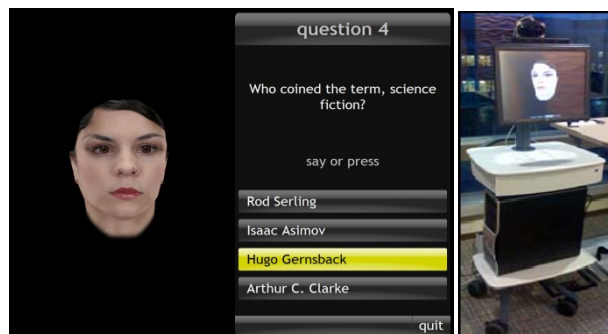 question 4
Who coined the term, science
fiction?
say or press
Rod Serling
Isaac Asimov
Hugo Gernsback
Arthur C. Clarke
quit